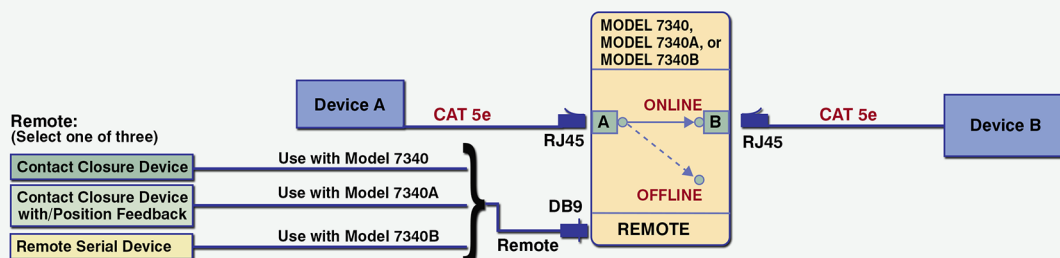 MODEL 7340,
MODEL 7340A, or
MODEL 7340B
Device A
CAT 5e
RJ45
A
ONLINE
B
OFFLINE
CAT 5e
RJ45
Device B
Remote:
(Select one of three)
Contact Closure Device
Use with Model 7340
Contact Closure Device
with/Position Feedback
Use with Model 7340A
Remote Serial Device
Use with Model 7340B
DB9
Remote
REMOTE